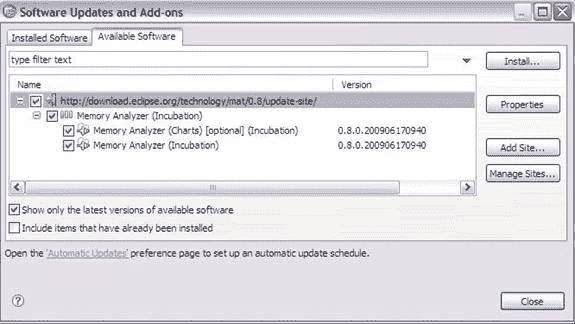 Software Updates and Add-ons
Installed Software Available Software
type filter text
Install...
Name Version
http://download.eclipse.org/technology/mat/0.8/update-site/
Memory Analyzer (Incubation)
Properties
Memory Analyzer (Charts) [optional] (Incubation) 0.8.0.200906170940
Memory Analyzer (Incubation) 0.8.0.200906170940
Add Site...
Manage Sites...
Show only the latest versions of available software
Include items that have already been installed
Open the 'Automatic Updates' preference page to set up an automatic update schedule.
Close